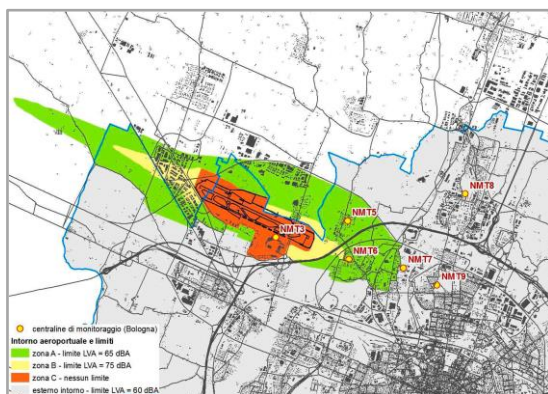 NMT8
NMT5
NMT3
NMT6
NMT7
NMT9
centraline di monitoraggio (Bologna)
Intorno aeroportuale e limiti
zona A - limite LVA = 65 dBA
zona B - limite LVA = 75 dBA
zona C - nessun limite
esterno intorno - limite LVA = 60 dBA